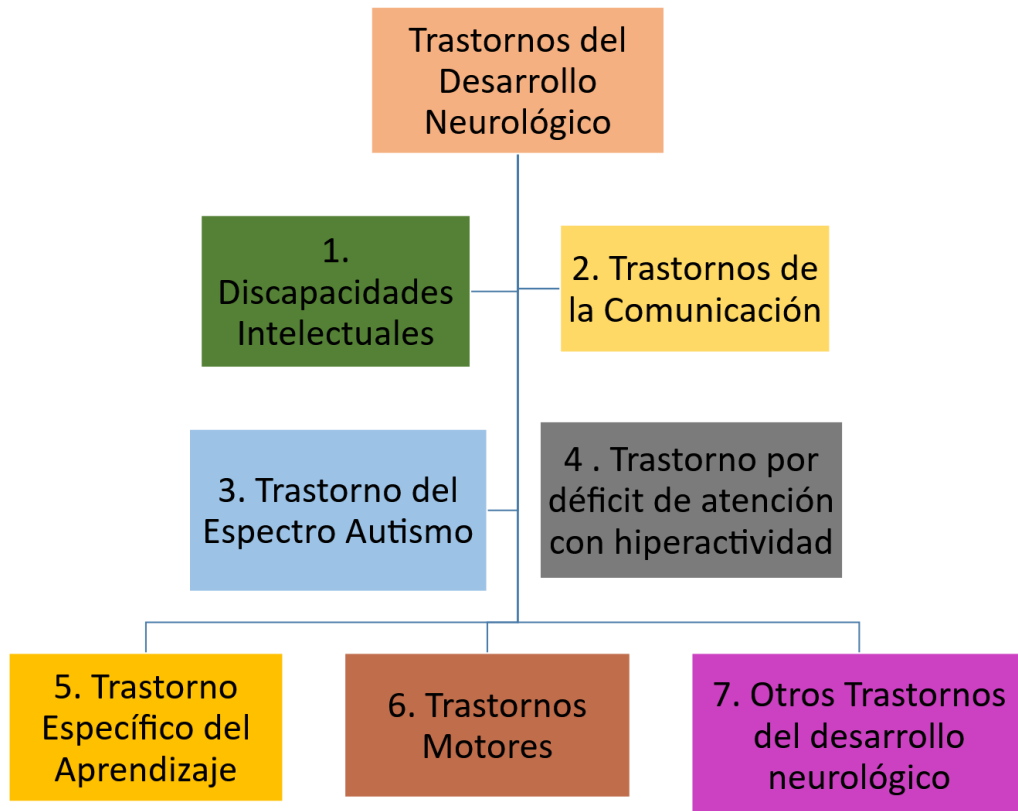 Trastornos del
Desarrollo
Neurológico
1.
Discapacidades
Intelectuales
2. Trastornos de
la Comunicación
3. Trastorno del
Espectro Autismo
4 . Trastorno por
déficit de atención
con hiperactividad
5. Trastorno
Específico del
Aprendizaje
6. Trastornos
Motores
7. Otros Trastornos
del desarrollo
neurológico